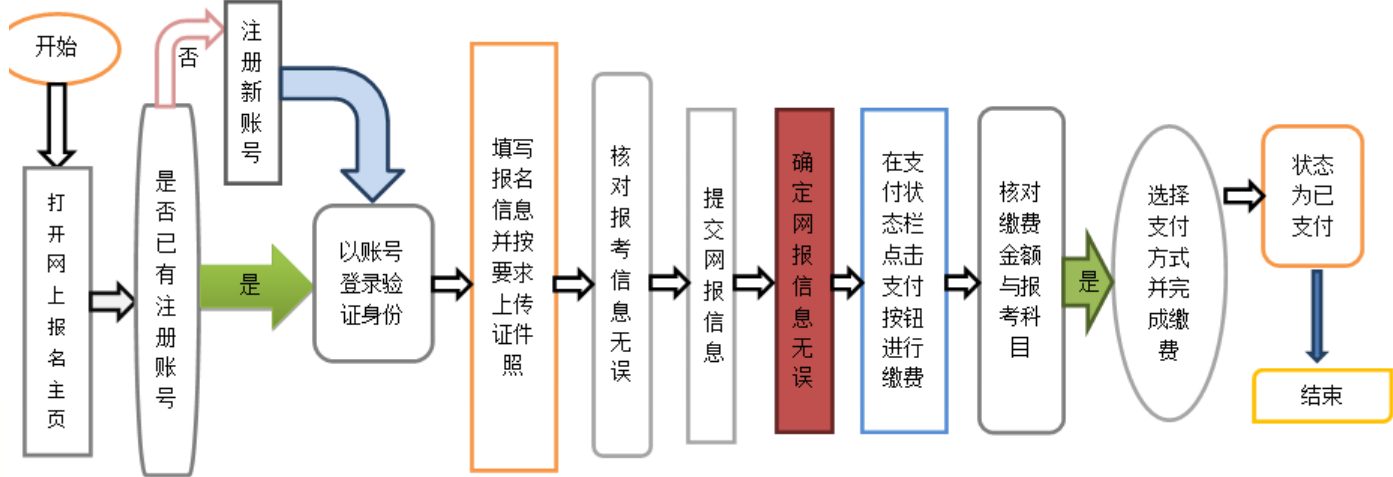 开始
打开网上报名主页
是否已有注册账号
否
注册新账号
是
以账号
登录验
证身份
填写
报名
信息
并按
要求
上传
证件
照
核对报考信息无误
提交网报信息
确定网报信息无误
在支
付状
态栏
点击
支付
按钮
进行
缴费
核对
缴费
金额
与报
考科
目
是
选择
支付
方式
并完
成缴
费
状态
为已
支付
结束